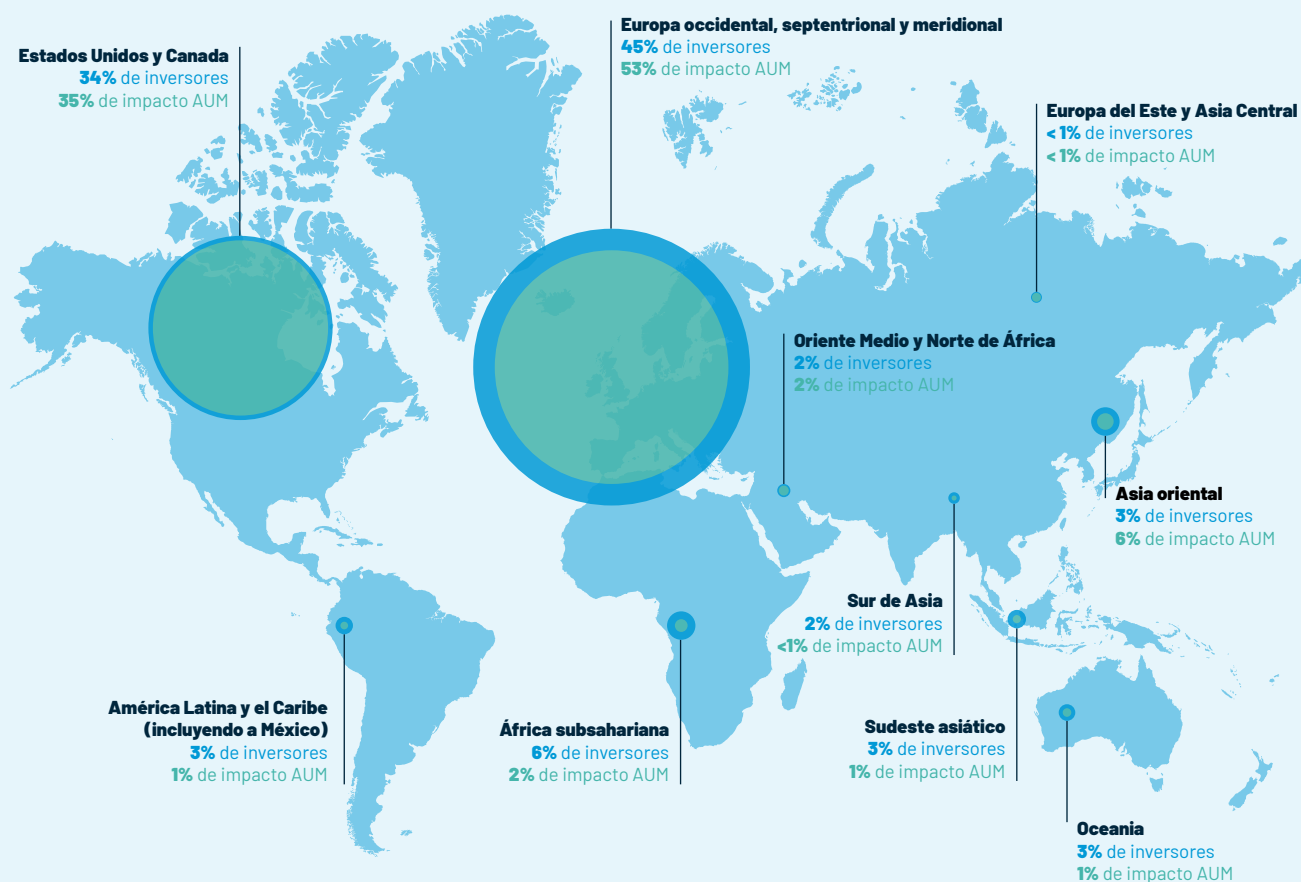 Estados Unidos y Canada
34% de inversores
35% de impacto AUM
Europa occidental, septentrional y meridional
45% de inversores
53% de impacto AUM
Europa del Este y Asia Central
< 1% de inversores
< 1% de impacto AUM
Oriente Medio y Norte de África
2% de inversores
2% de impacto AUM
Asia oriental
3% de inversores
6% de impacto AUM
Sur de Asia
2% de inversores
<1% de impacto AUM
América Latina y el Caribe
(incluyendo a México)
3% de inversores
1% de impacto AUM
África subsahariana
6% de inversores
2% de impacto AUM
Sudeste asiático
3% de inversores
1% de impacto AUM
Oceania
3% de inversores
1% de impacto AUM